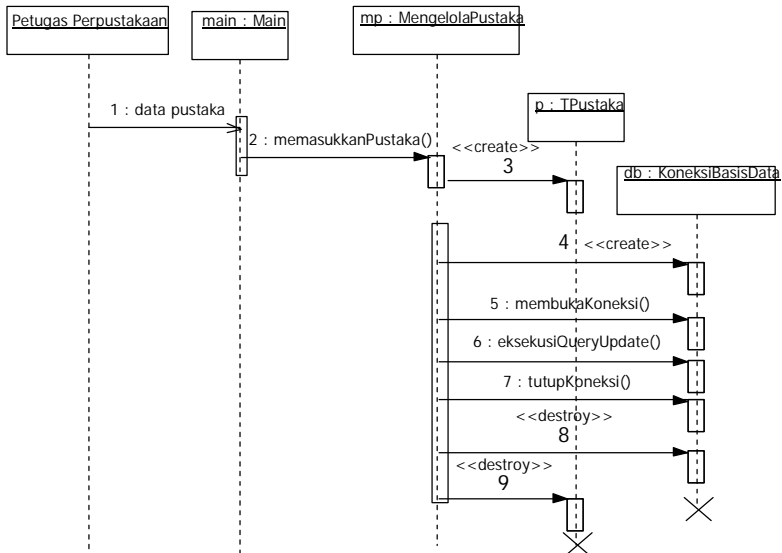 Petugas Perpustakaan
main : Main
mp : MengelolaPustaka
p : TPustaka
db : KoneksiBasisData
1 : data pustaka
2 : memasukkanPustaka()
<<create>>
3
4 <<create>>
5 : membukaKoneksi()
6 : eksekusiQueryUpdate()
7 : tutupKoneksi()
<<destroy>>
8
<<destroy>>
9